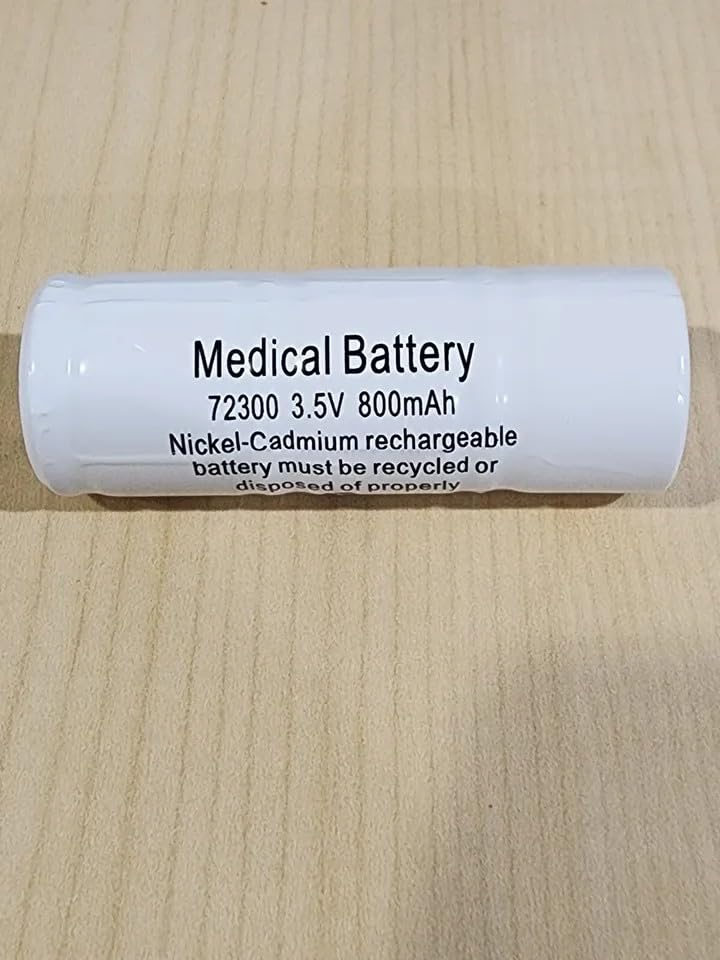 Medical Battery
72300 3.5V 800mAh
Nickel-Cadmium rechargeable
battery must be recycled or
disposed of properly